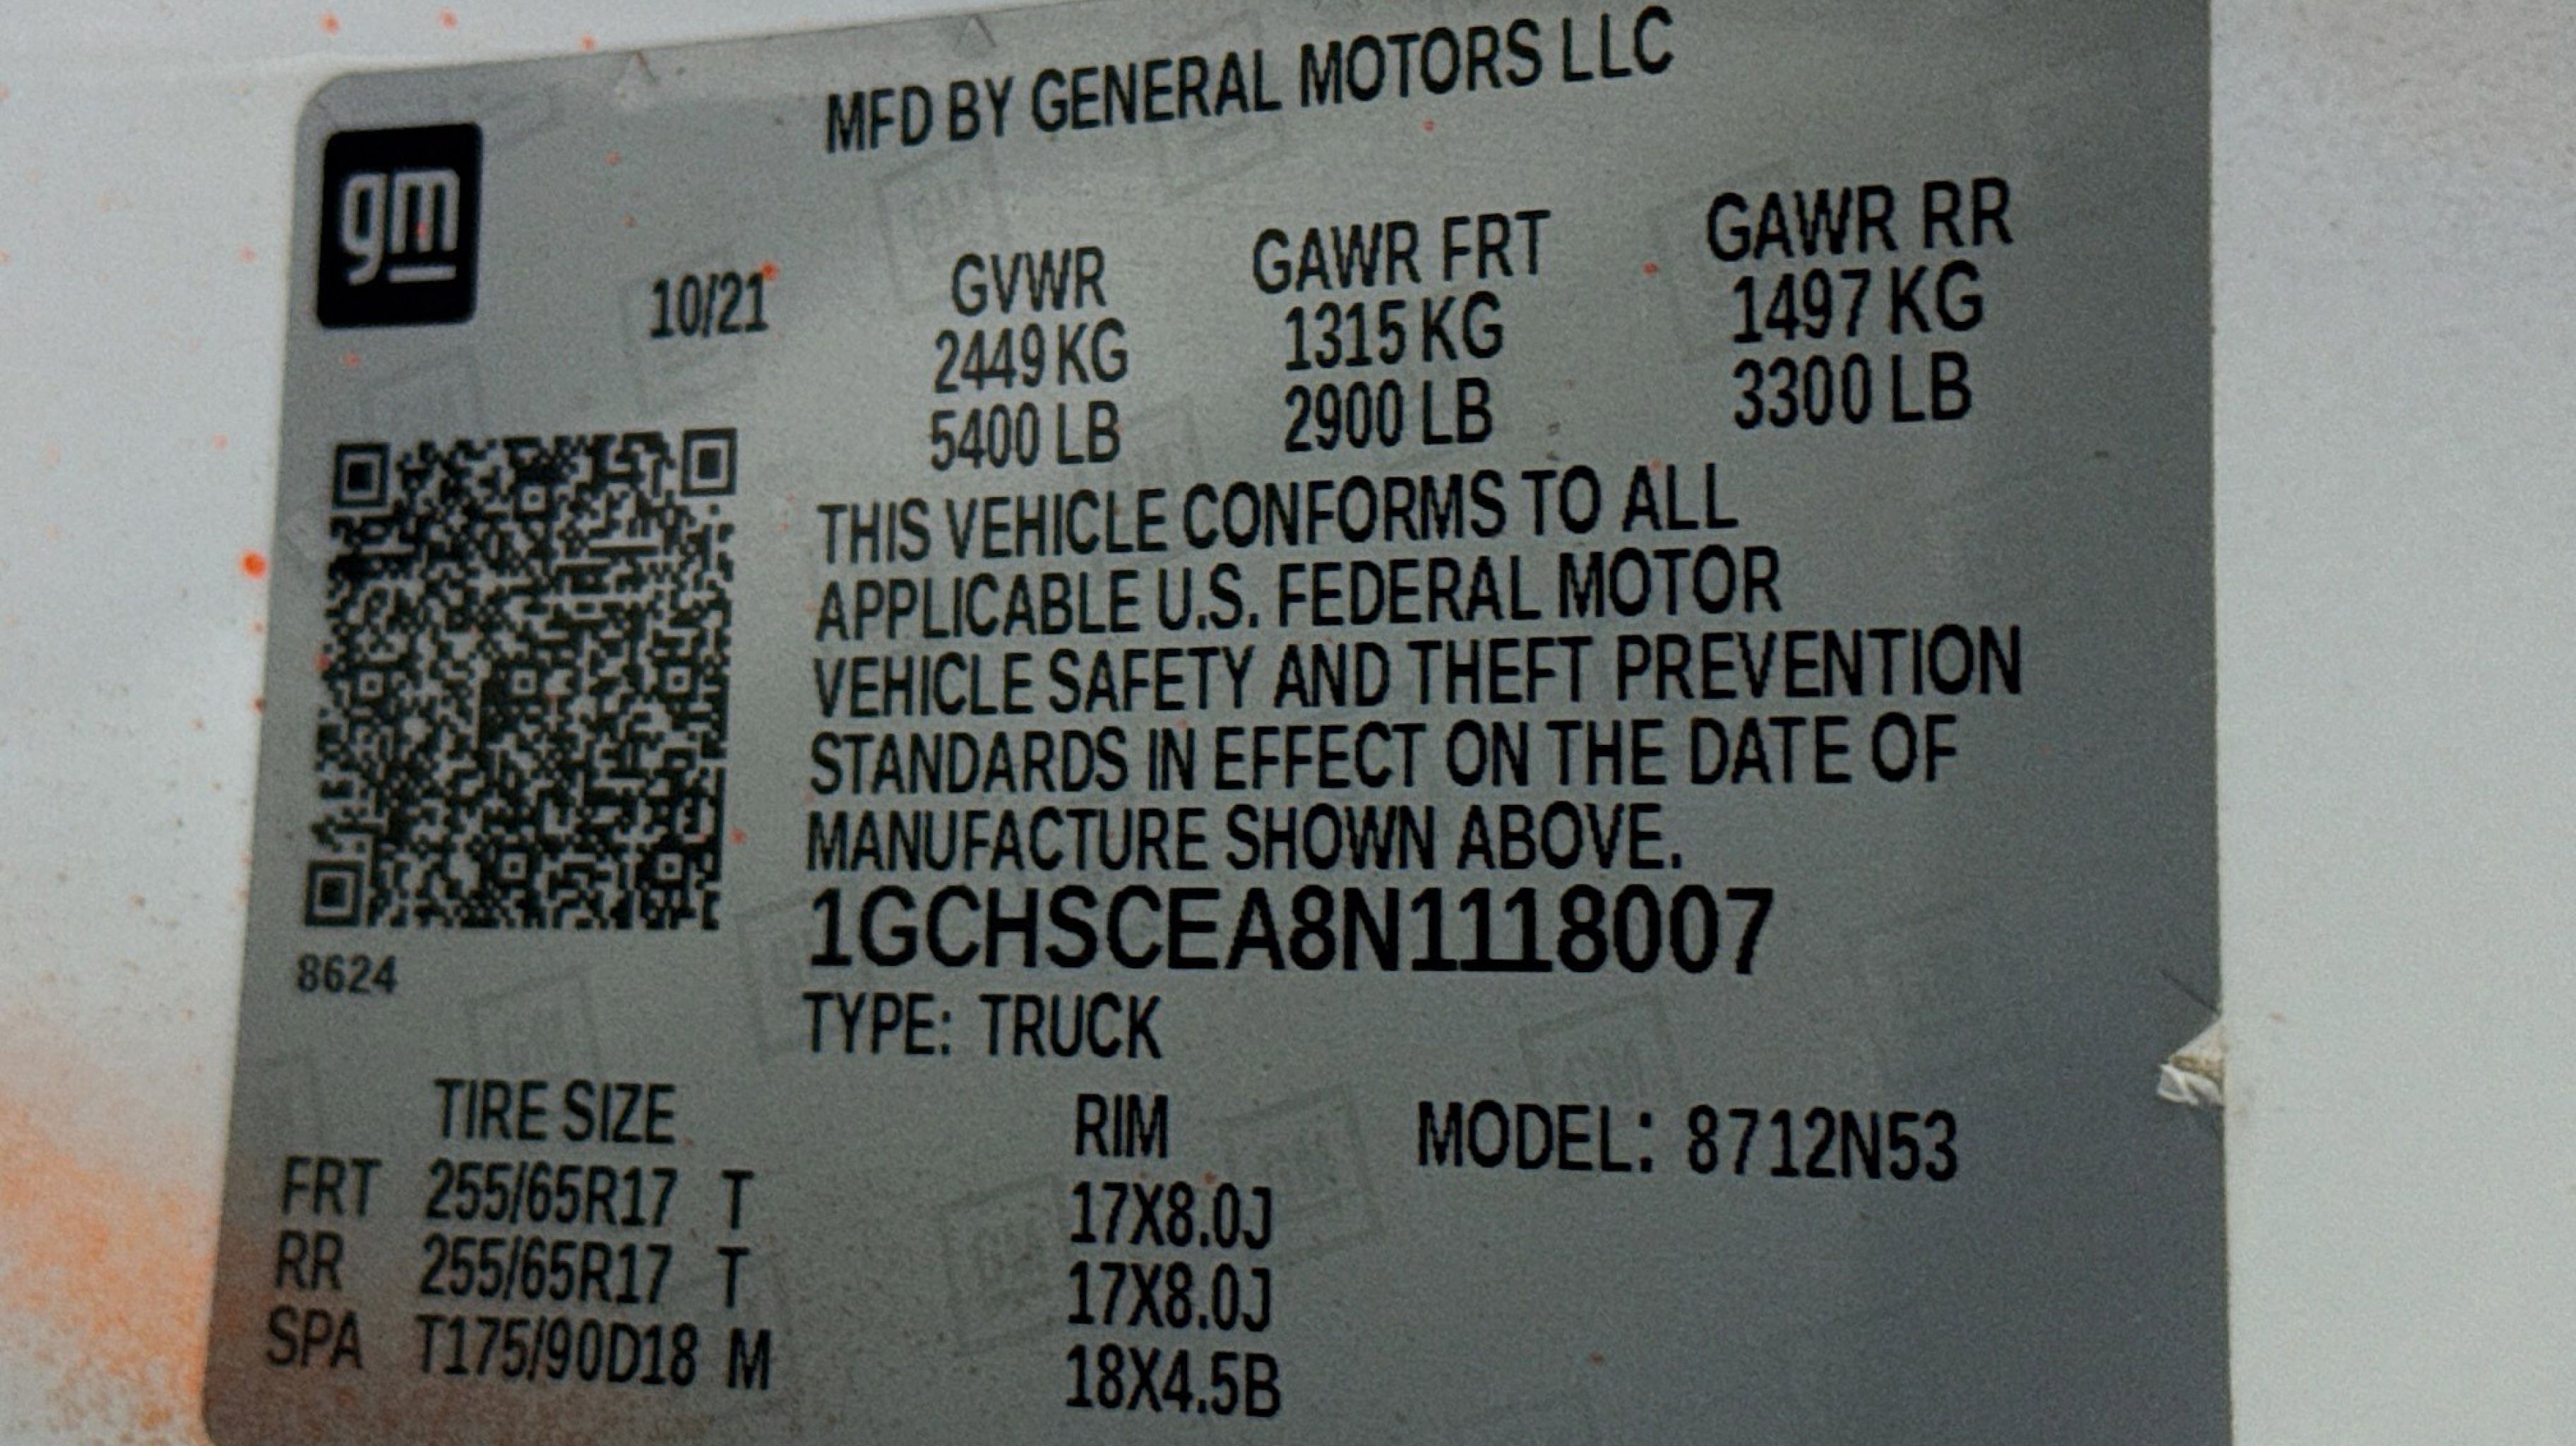 MFD BY GENERAL MOTORS LLC
gm
10/21
GVWR GAWR FRT GAWR RR
2449 KG 1315 KG 1497 KG
5400 LB 2900 LB 3300 LB
THIS VEHICLE CONFORMS TO ALL
APPLICABLE U.S. FEDERAL MOTOR
VEHICLE SAFETY AND THEFT PREVENTION
STANDARDS IN EFFECT ON THE DATE OF
MANUFACTURE SHOWN ABOVE.
1GCHSCEA8N1118007
8624
TYPE: TRUCK
TIRE SIZE RIM MODEL: 8712N53
FRT 255/65R17 T 17X8.0J
RR 255/65R17 T 17X8.0J
SPA T175/90D18 M 18X4.5B